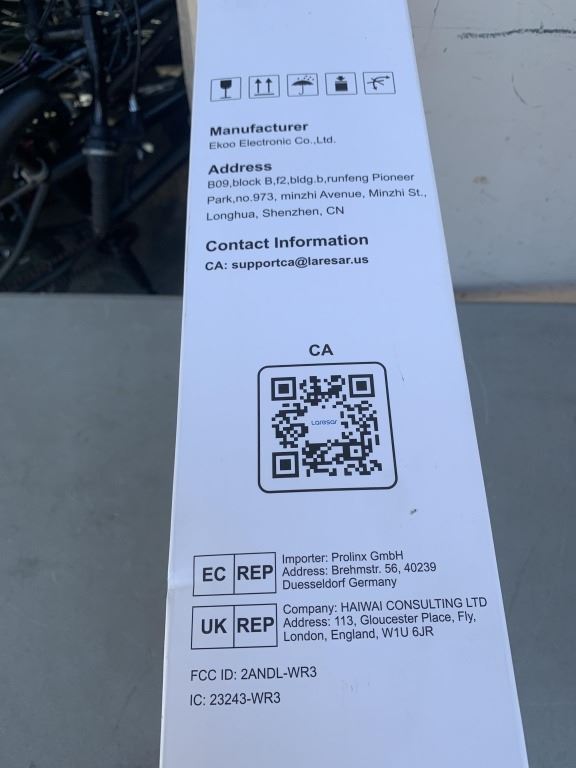 Manufacturer
Ekoo Electronic Co.,Ltd.
Address
B09,block B,f2,bldg.b,runfeng Pioneer
Park,no.973, minzhi Avenue, Minzhi St.,
Longhua, Shenzhen, CN
Contact Information
CA: supportca@laresar.us
CA
Laresar
EC REP
Importer: Prolinx GmbH
Address: Brehmstr. 56, 40239
Duesseldorf Germany
UK REP
Company: HAIWAI CONSULTING LTD
Address: 113, Gloucester Place, Fly,
London, England, W1U 6JR
FCC ID: 2ANDL-WR3
IC: 23243-WR3